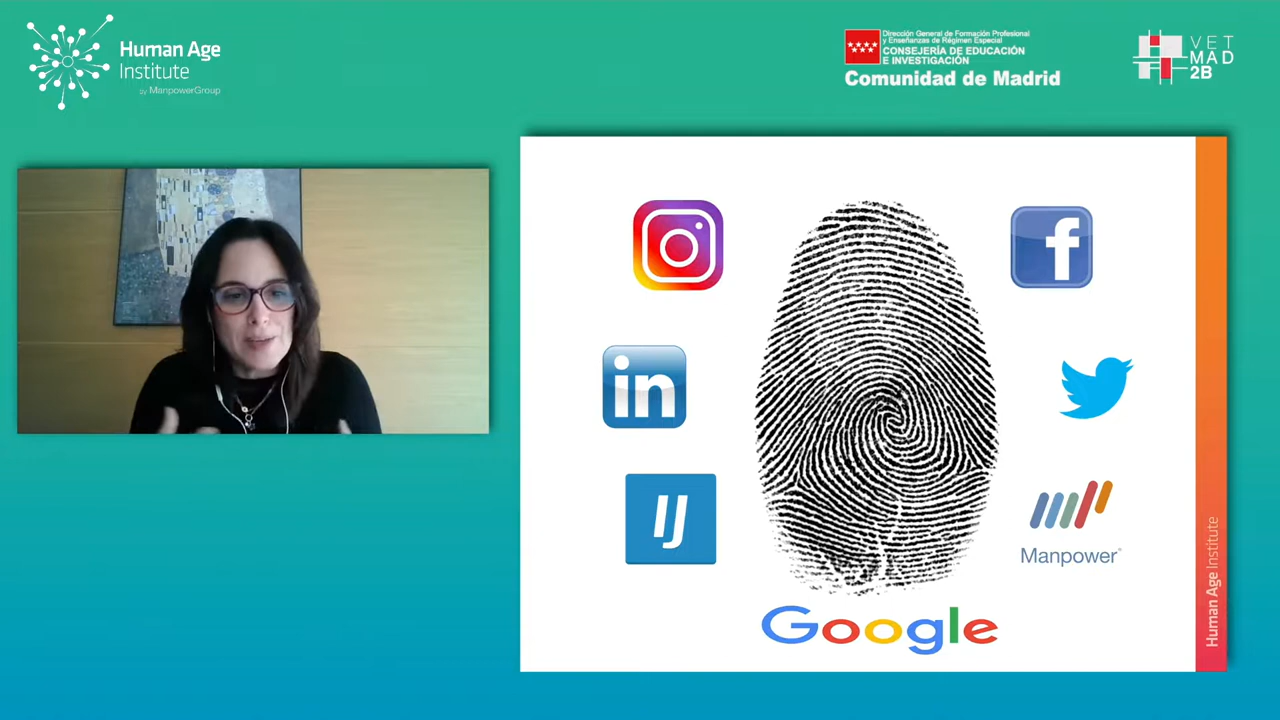 Human Age
Institute
by ManpowerGroup
Dirección General de Formación Profesional
y Enseñanzas de Régimen Especial
CONSEJERÍA DE EDUCACIÓN
E INVESTIGACIÓN
Comunidad de Madrid
VET
MAD
2B
f
in
IJ
Manpower
Google
Human Age Institute